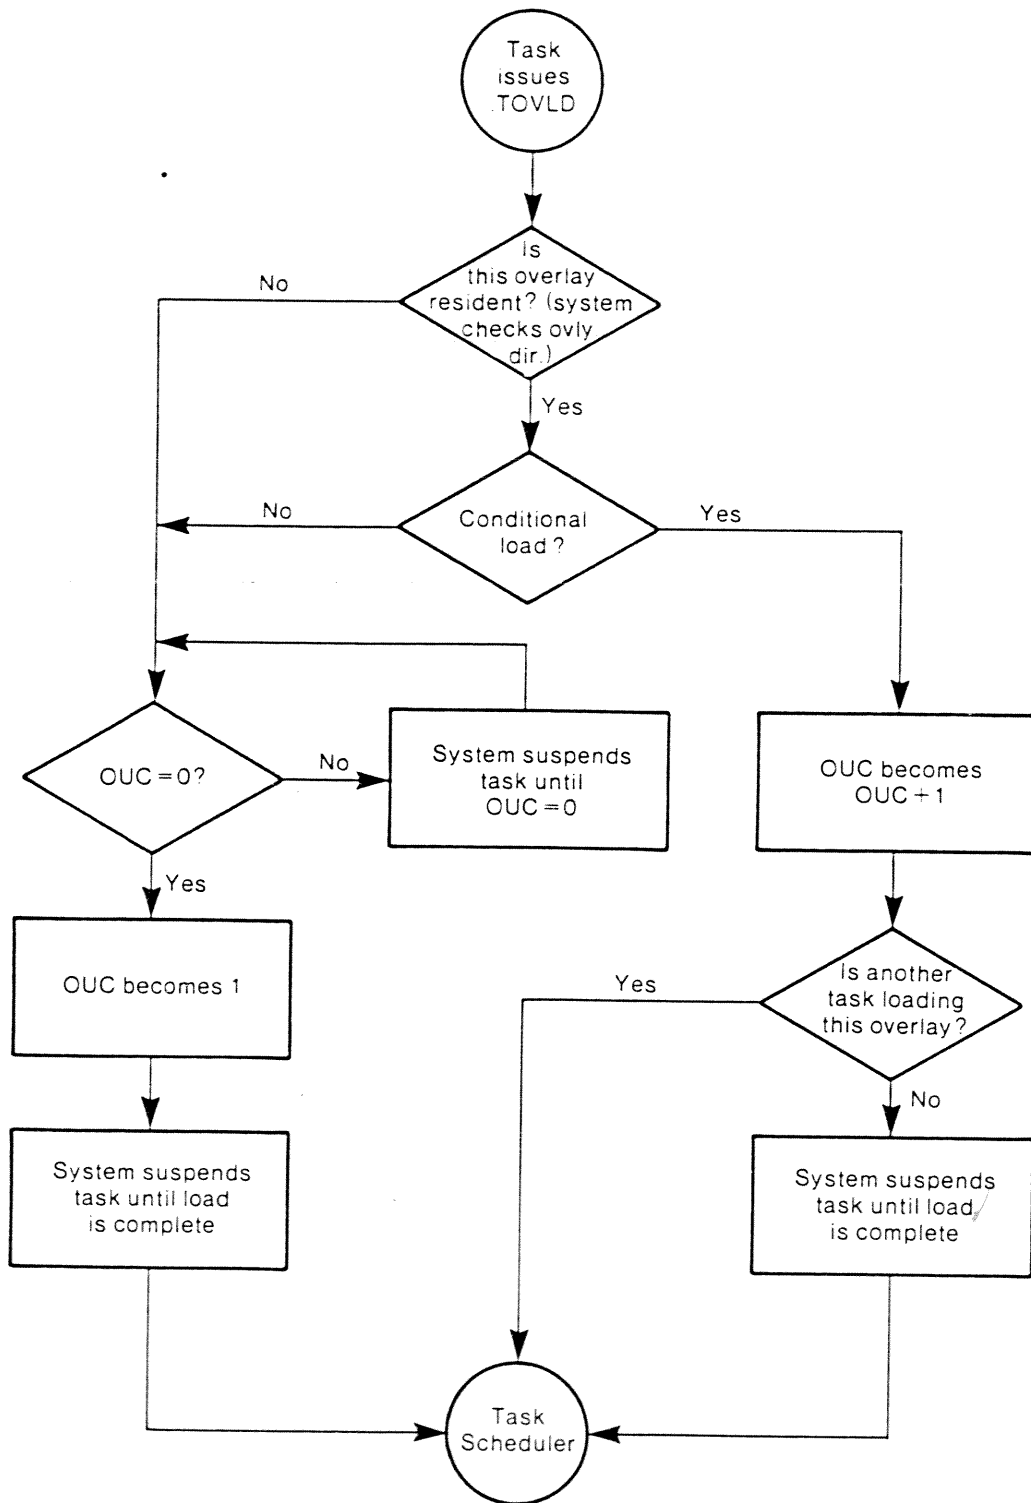 Task
issues
.TOVLD
Is
this overlay
resident? (system
checks ovly
dir.)
No
Yes
Conditional
load?
No
Yes
OUC=0?
No
System suspends
task until
OUC=0
OUC becomes
OUC+1
Yes
OUC becomes 1
Is another
task loading
this overlay?
Yes
No
System suspends
task until load
is complete
System suspends
task until load
is complete
Task
Scheduler